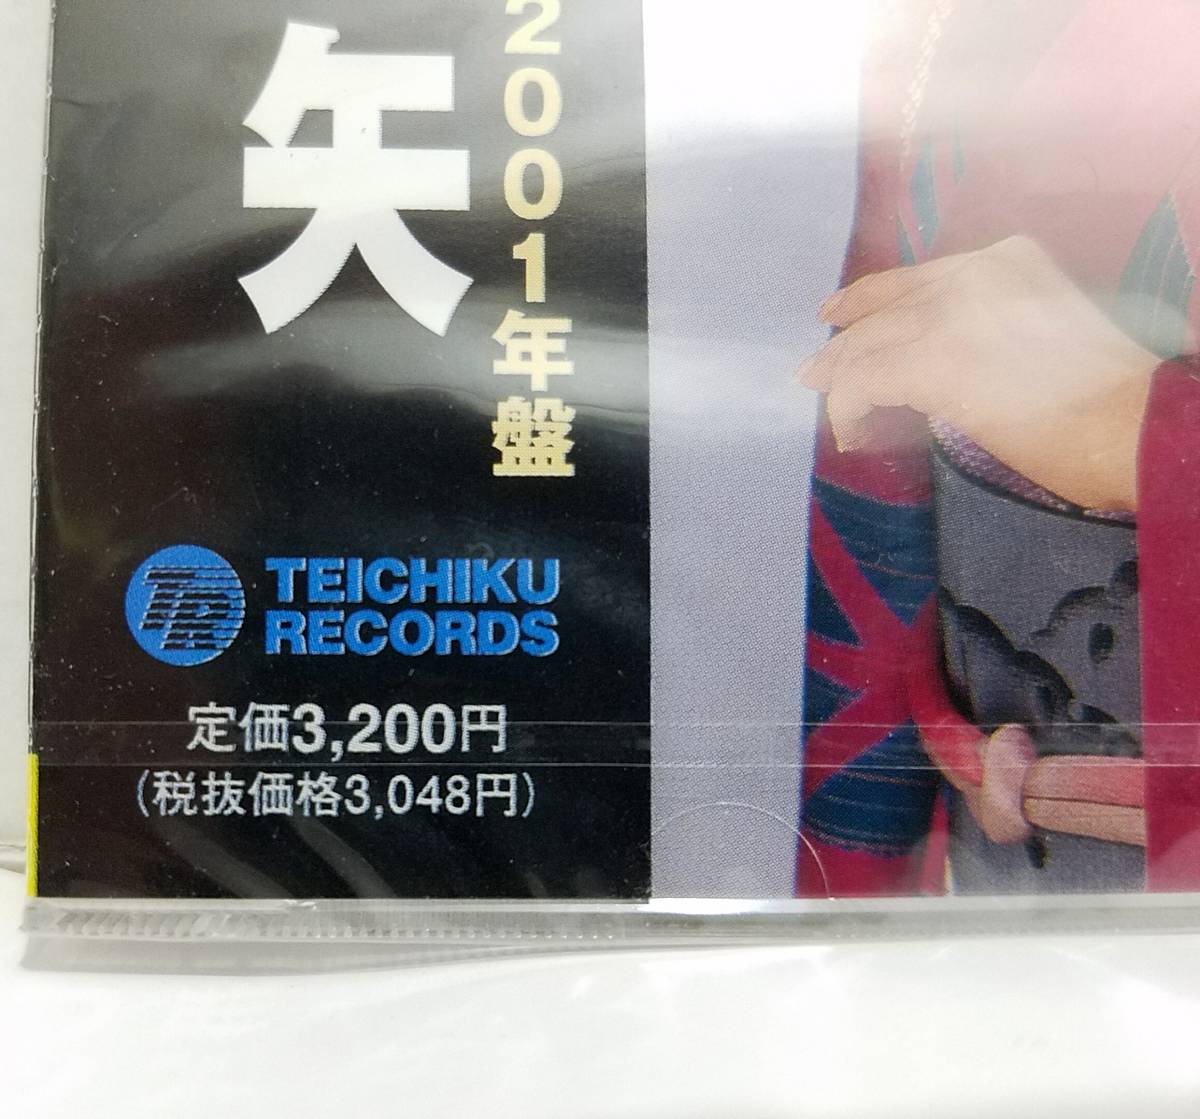 2001年盤
矢
TEICHIKU
RECORDS
定価3,200円
(税抜価格3,048円)